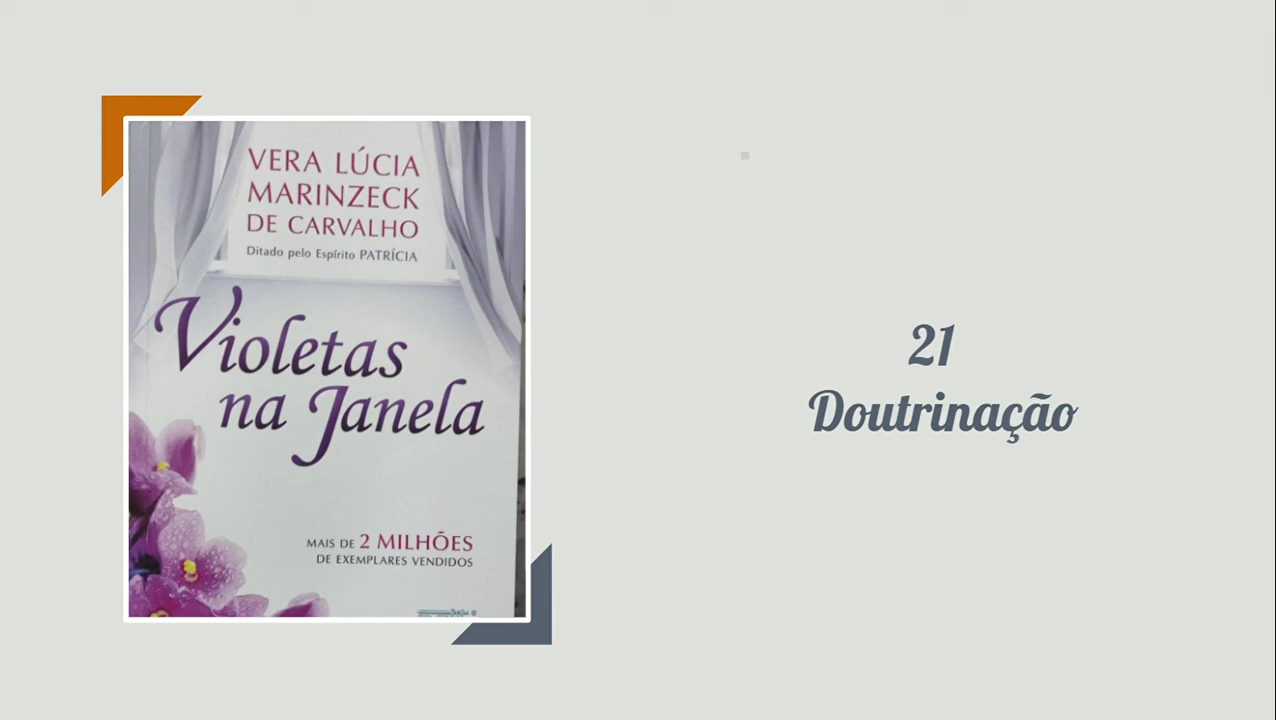 VERA LÚCIA
MARINZECK
DE CARVALHO
Ditado pelo Espírito PATRÍCIA
Violetas
na Janela
MAIS DE 2 MILHÕES
DE EXEMPLARES VENDIDOS
21
Doutrinação